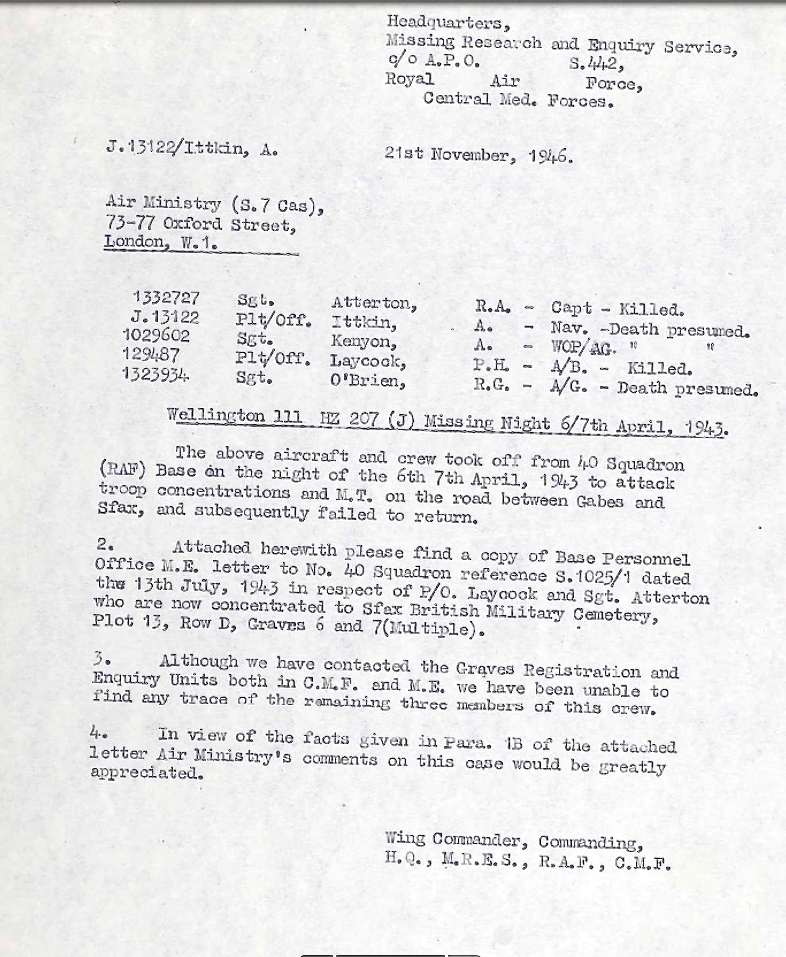 Headquarters,
Missing Research and Enquiry Service,
c/o A.P.O. S.442,
Royal Air Force,
Central Med. Forces.
J.13122/Ittkin, A.
21st November, 1946.
Air Ministry (S.7 Cas),
73-77 Oxford Street,
London, W.1.
1332727 Sgt. Atterton, R.A. - Capt - Killed.
J.13122 Plt/Off. Ittkin, A. - Nav. -Death presumed.
1029602 Sgt. Kenyon, A. - WOP/AG. " "
129487 Plt/Off. Laycock, P.H. - A/B. - Killed.
1323934 Sgt. O'Brien, R.G. - A/G. - Death presumed.
Wellington 111 HZ 207 (J) Missing Night 6/7th April, 1943.
The above aircraft and crew took off from 40 Squadron
(RAF) Base on the night of the 6th 7th April, 1943 to attack
troop concentrations and M.T. on the road between Gabes and
Sfax, and subsequently failed to return.
2. Attached herewith please find a copy of Base Personnel
Office M.E. letter to No. 40 Squadron reference S.1025/1 dated
the 13th July, 1943 in respect of P/O. Laycock and Sgt. Atterton
who are now concentrated to Sfax British Military Cemetery,
Plot 13, Row D, Graves 6 and 7(Multiple).
3. Although we have contacted the Graves Registration and
Enquiry Units both in C.M.F. and M.E. we have been unable to
find any trace of the remaining three members of this crew.
4. In view of the facts given in Para. 1B of the attached
letter Air Ministry's comments on this case would be greatly
appreciated.
Wing Commander, Commanding,
H.Q., M.R.E.S., R.A.F., C.M.F.